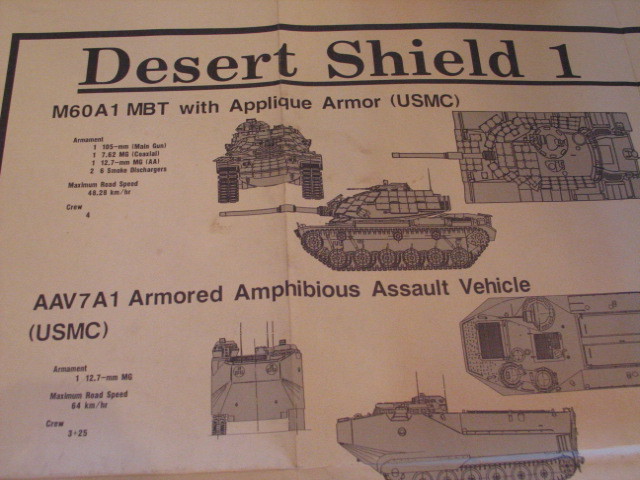 Desert Shield 1
M60A1 MBT with Applique Armor (USMC)
Armament
1 105-mm (Main Gun)
1 7.62 MG (Coaxial)
1 12.7-mm MG (AA)
2 6 Smoke Dischargers
Maximum Road Speed
48.28 km/hr
Crew
4
AAV7A1 Armored Amphibious Assault Vehicle
(USMC)
Armament
1 12.7-mm MG
Maximum Road Speed
64 km/hr
Crew
3+25